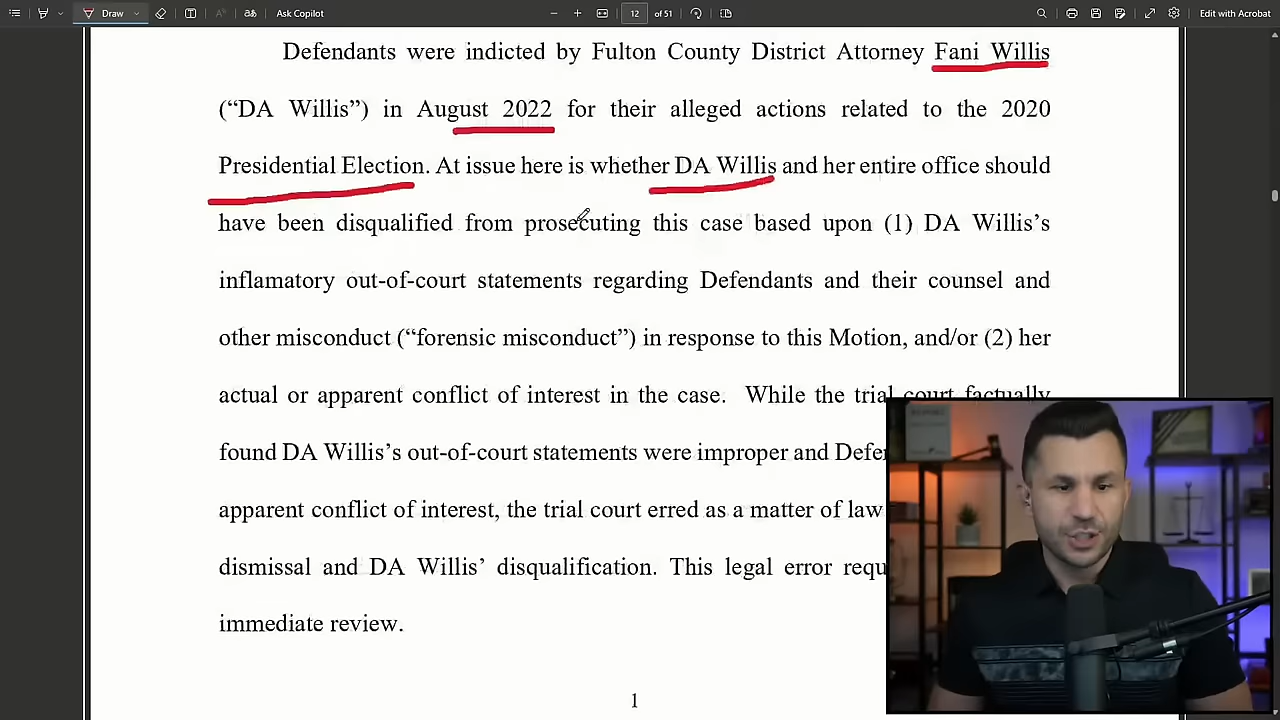 Draw
Ask Copilot
12 of 51
Edit with Acrobat
Defendants were indicted by Fulton County District Attorney Fani Willis
(“DA Willis”) in August 2022 for their alleged actions related to the 2020
Presidential Election. At issue here is whether DA Willis and her entire office should
have been disqualified from prosecuting this case based upon (1) DA Willis’s
inflamatory out-of-court statements regarding Defendants and their counsel and
other misconduct (“forensic misconduct”) in response to this Motion, and/or (2) her
actual or apparent conflict of interest in the case. While the trial court factually
found DA Willis’s out-of-court statements were improper and
apparent conflict of interest, the trial court erred as a matter of law
dismissal and DA Willis’ disqualification. This legal error
immediate review.
1